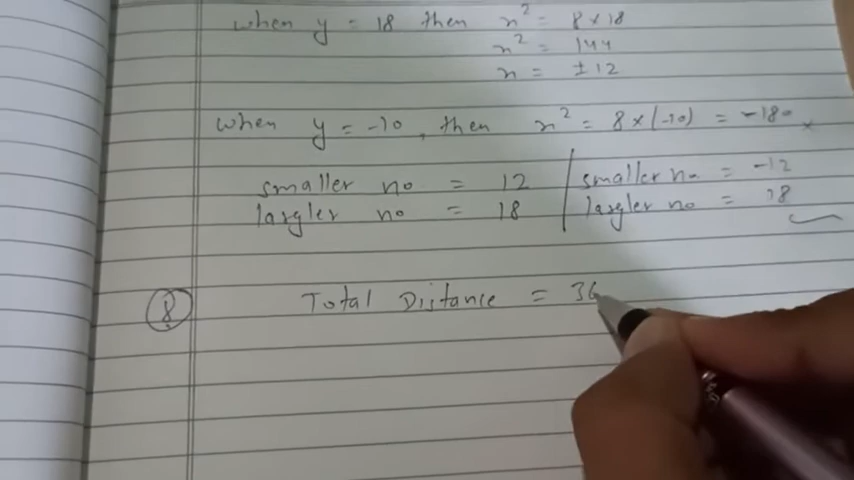 when y = 18 then x² = 8 × 18
x² = 144
x = ±12
when y = -10, then x² = 8 × (-10) = -180 ×
smaller no = 12 | smaller no = -12
largler no = 18 | largler no = 18
8 Total Distance = 36